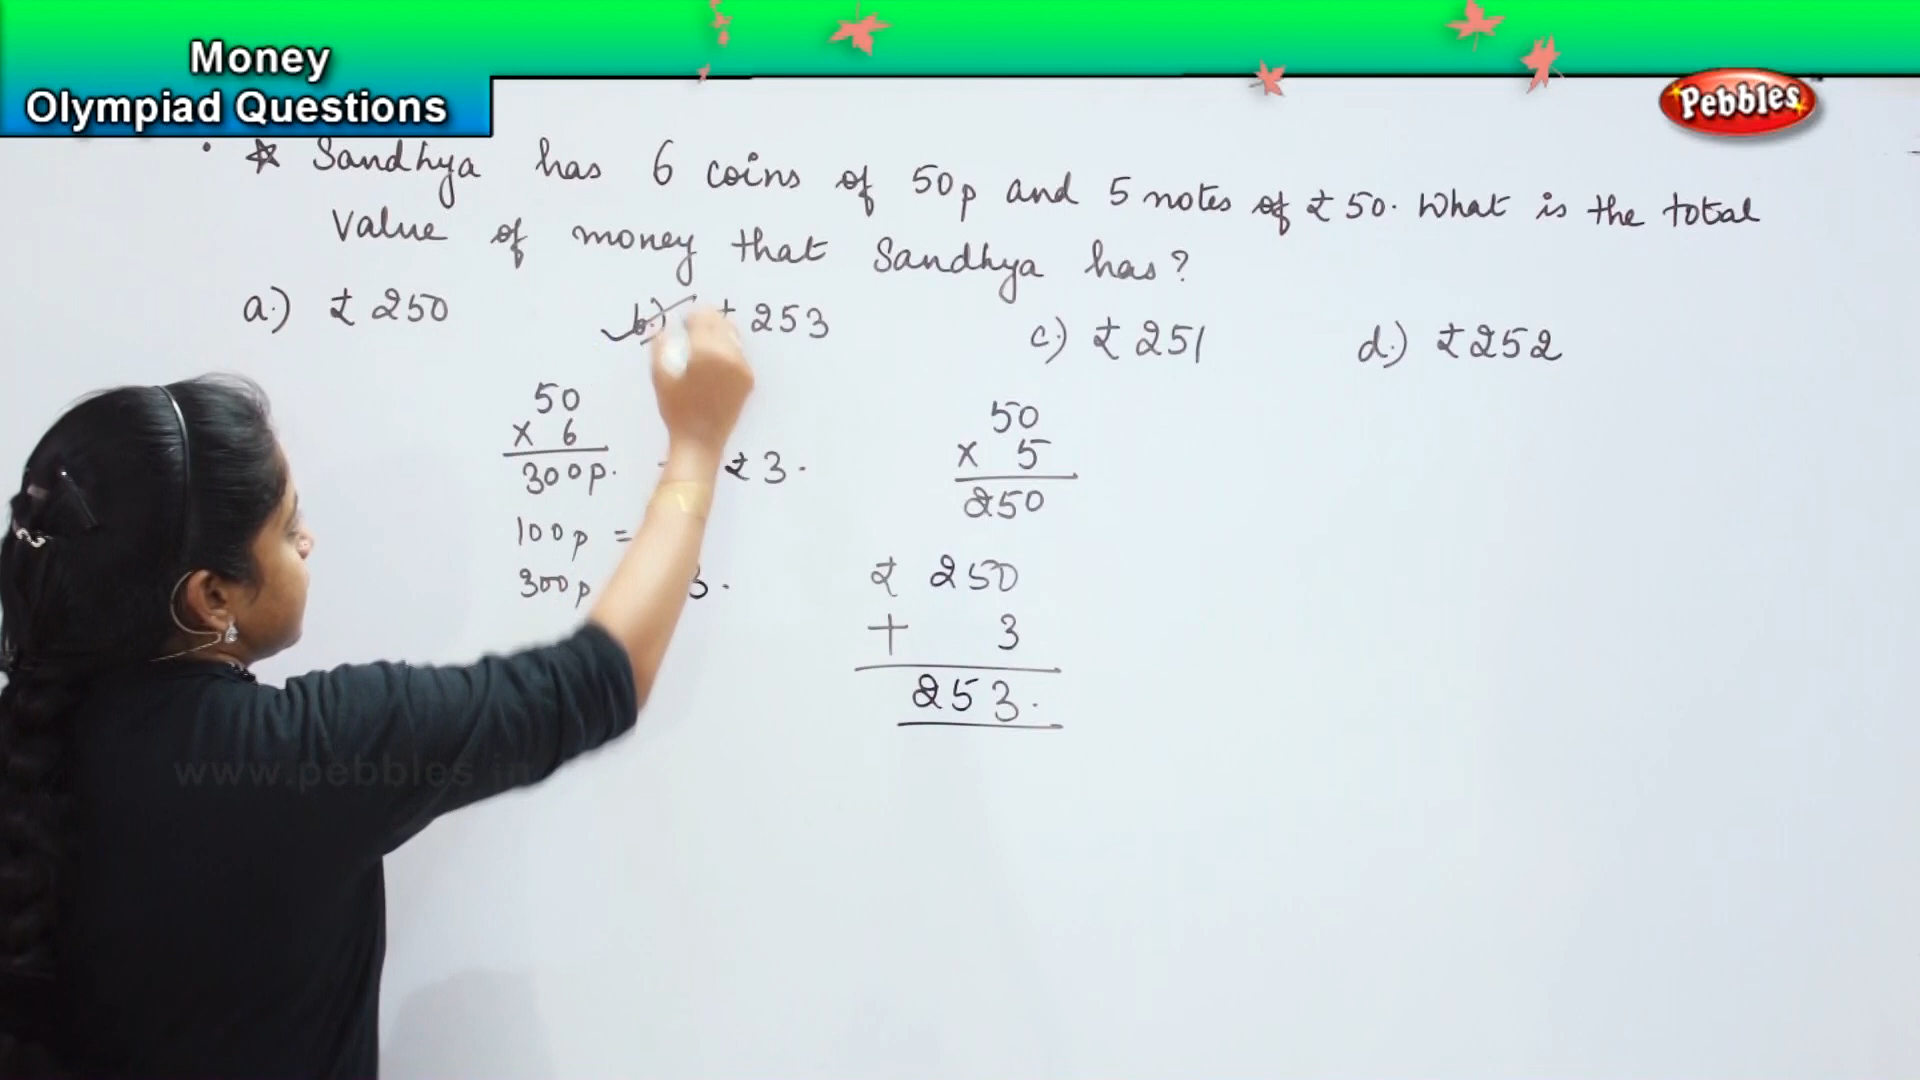 Money
Olympiad Questions
Pebbles
☆ Sandhya has 6 coins of 50p and 5 notes of ₹50. What is the total
Value of money that Sandhya has?
a.) ₹ 250 b.) ₹ 253 c.) ₹ 251 d.) ₹252
50
x 6
300p. ₹3.
100p =
300p 3.
50
x 5
250
₹ 250
+ 3
253.
www.pebbles.in